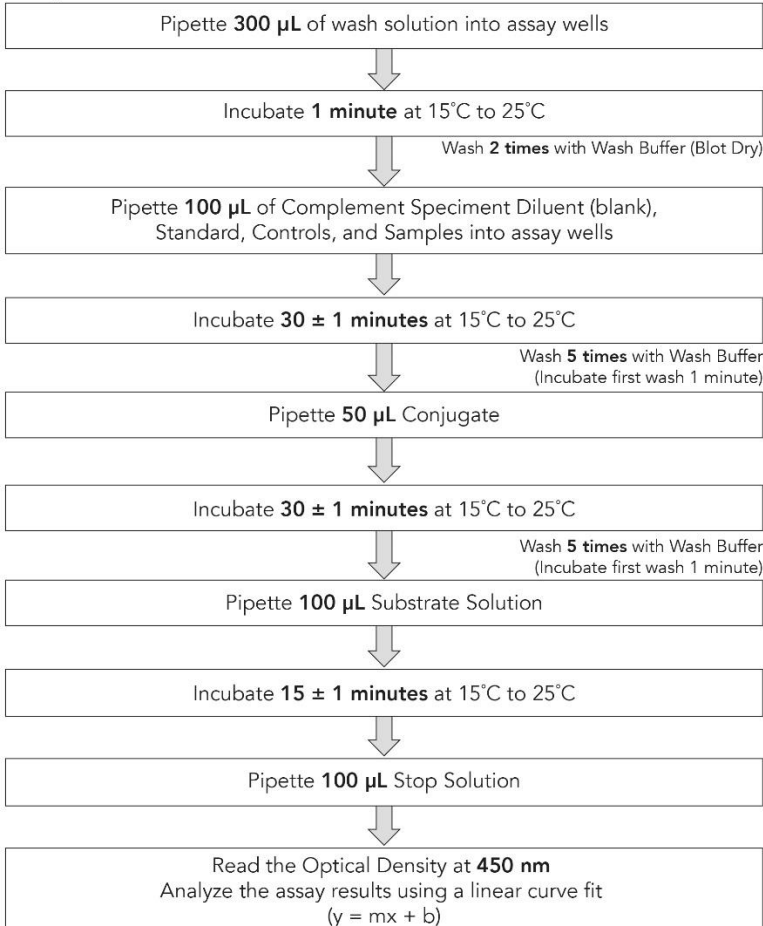 Pipette 300 µL of wash solution into assay wells
Incubate 1 minute at 15˚C to 25˚C
Wash 2 times with Wash Buffer (Blot Dry)
Pipette 100 µL of Complement Speciment Diluent (blank),
Standard, Controls, and Samples into assay wells
Incubate 30 ± 1 minutes at 15˚C to 25˚C
Wash 5 times with Wash Buffer
(Incubate first wash 1 minute)
Pipette 50 µL Conjugate
Incubate 30 ± 1 minutes at 15˚C to 25˚C
Wash 5 times with Wash Buffer
(Incubate first wash 1 minute)
Pipette 100 µL Substrate Solution
Incubate 15 ± 1 minutes at 15˚C to 25˚C
Pipette 100 µL Stop Solution
Read the Optical Density at 450 nm
Analyze the assay results using a linear curve fit
(y = mx + b)